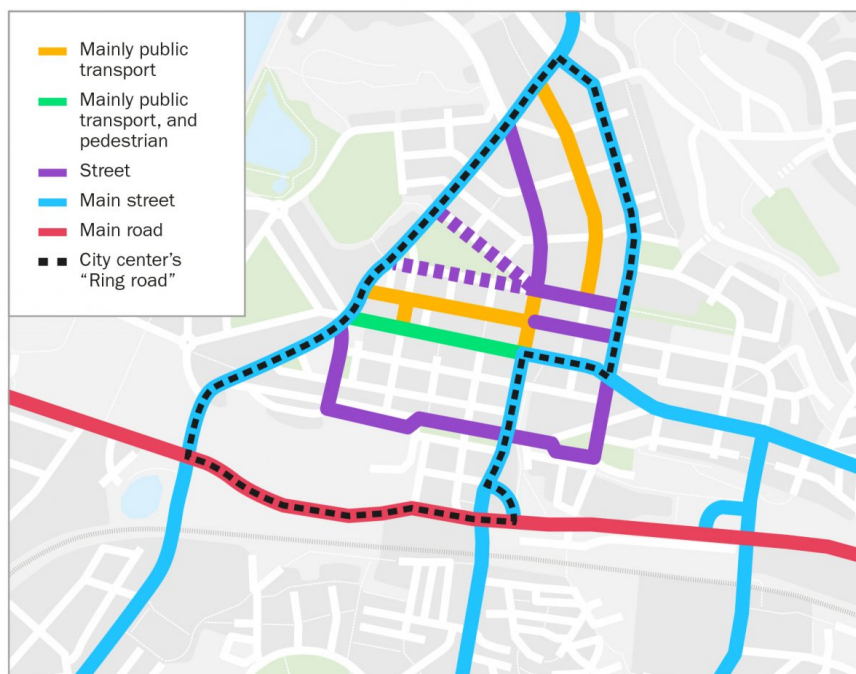 Mainly public
transport
Mainly public
transport, and
pedestrian
Street
Main street
Main road
City center's
“Ring road”